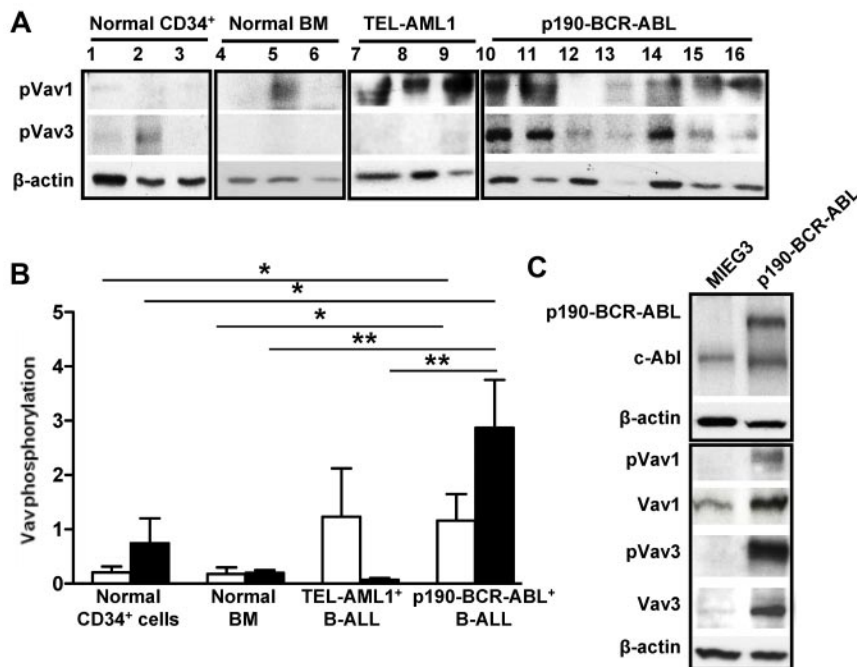 A
Normal CD34⁺ Normal BM TEL-AML1 p190-BCR-ABL
1 2 3 4 5 6 7 8 9 10 11 12 13 14 15 16
pVav1
pVav3
β-actin
B
* 
*
*
**
**
Vav phosphorylation
5
4
3
2
1
0
Normal CD34⁺ cells
Normal BM
TEL-AML1⁺ B-ALL
p190-BCR-ABL⁺ B-ALL
C
MIEG3
p190-BCR-ABL
p190-BCR-ABL
c-Abl
β-actin
pVav1
Vav1
pVav3
Vav3
β-actin